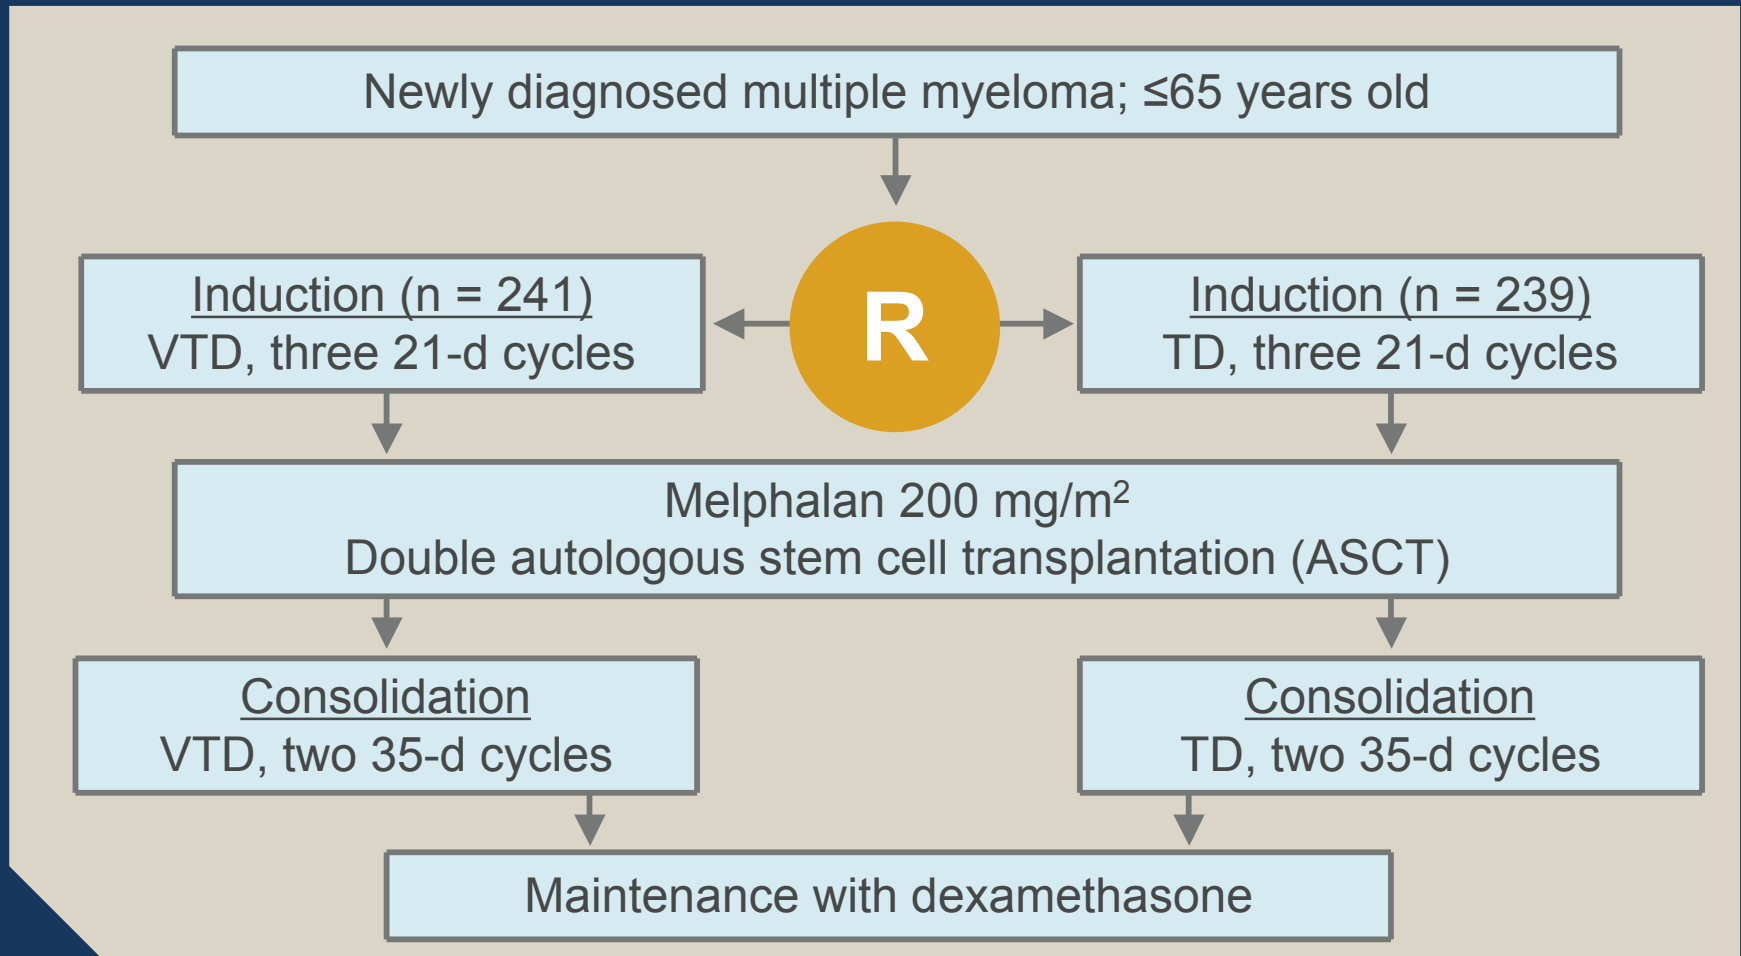 Newly diagnosed multiple myeloma; ≤65 years old
R
Induction (n = 241)
VTD, three 21-d cycles
Induction (n = 239)
TD, three 21-d cycles
Melphalan 200 mg/m²
Double autologous stem cell transplantation (ASCT)
Consolidation
VTD, two 35-d cycles
Consolidation
TD, two 35-d cycles
Maintenance with dexamethasone